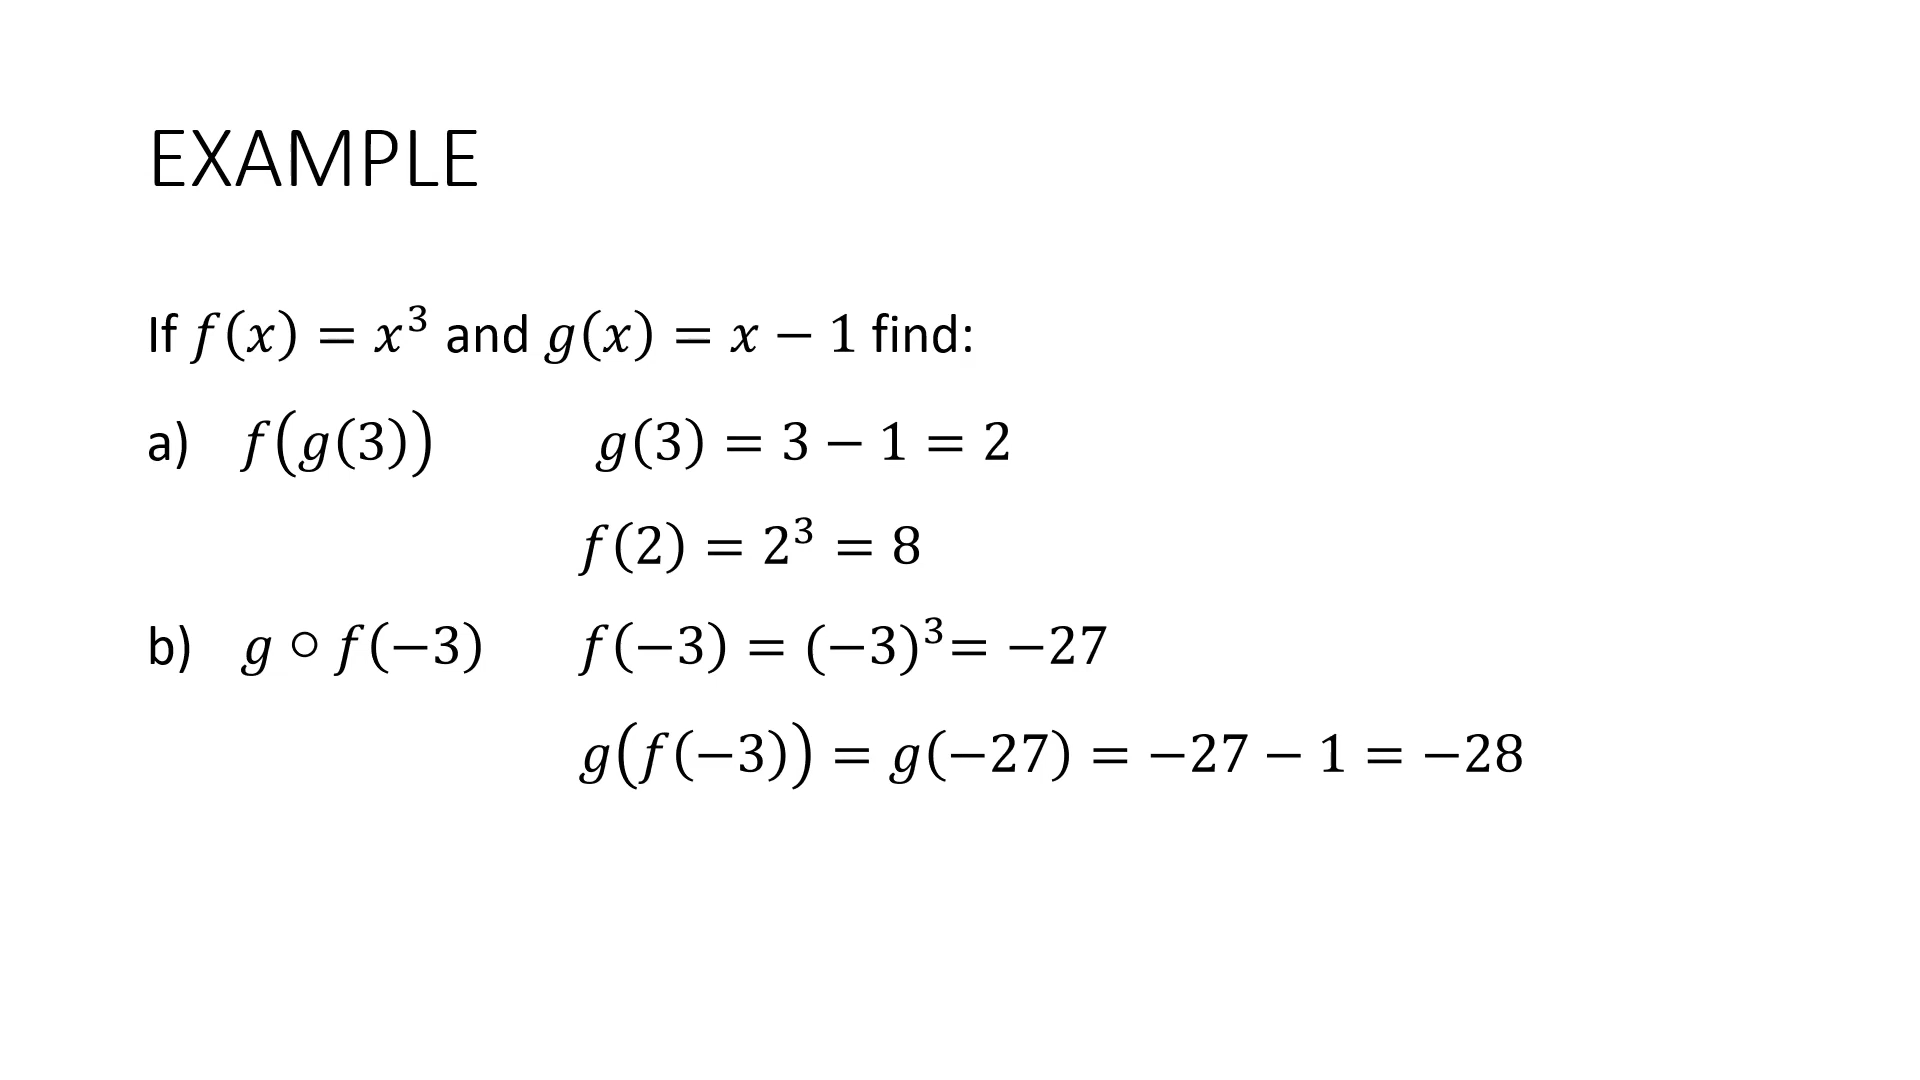 EXAMPLE
If f(x) = x³ and g(x) = x − 1 find:
a) f(g(3)) g(3) = 3 − 1 = 2
f(2) = 2³ = 8
b) g ∘ f(−3) f(−3) = (−3)³= −27
g(f(−3)) = g(−27) = −27 − 1 = −28